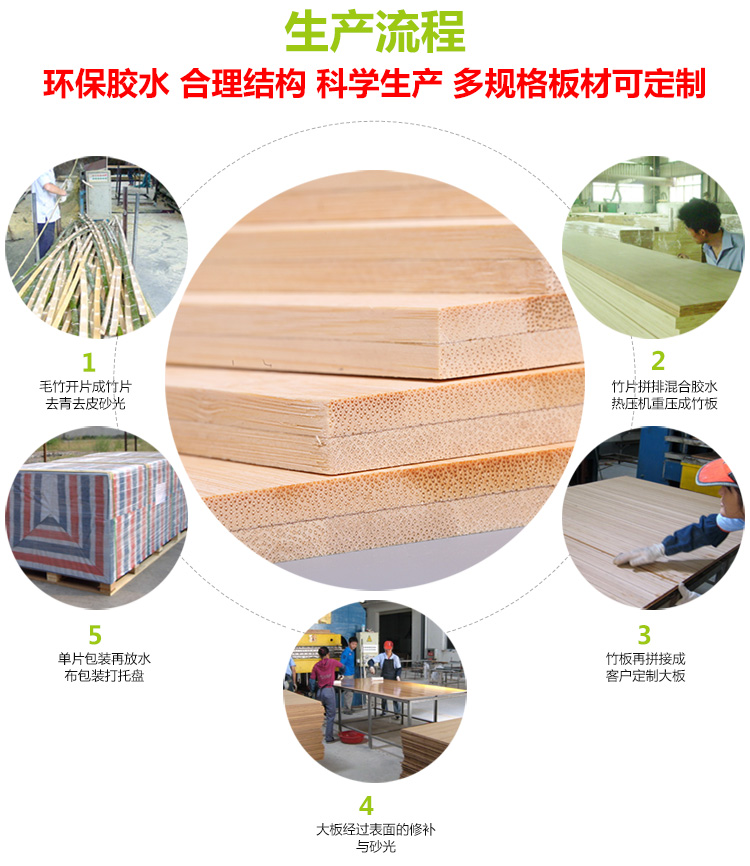 生产流程
环保胶水 合理结构 科学生产 多规格板材可定制
1
毛竹开片成竹片
去青去皮砂光
2
竹片拼排混合胶水
热压机重压成竹板
3
竹板再拼接成
客户定制大板
4
大板经过表面的修补
与砂光
5
单片包装再放水
布包装打托盘